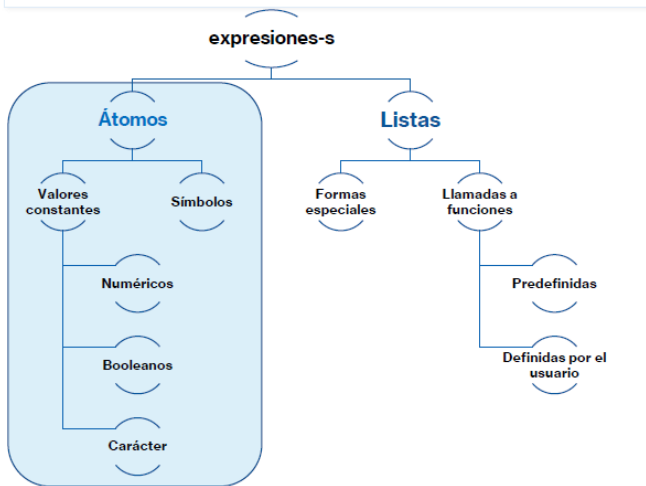 expresiones-s
Átomos
Listas
Valores
constantes
Símbolos
Formas
especiales
Llamadas a
funciones
Numéricos
Predefinidas
Booleanos
Definidas por el
usuario
Carácter